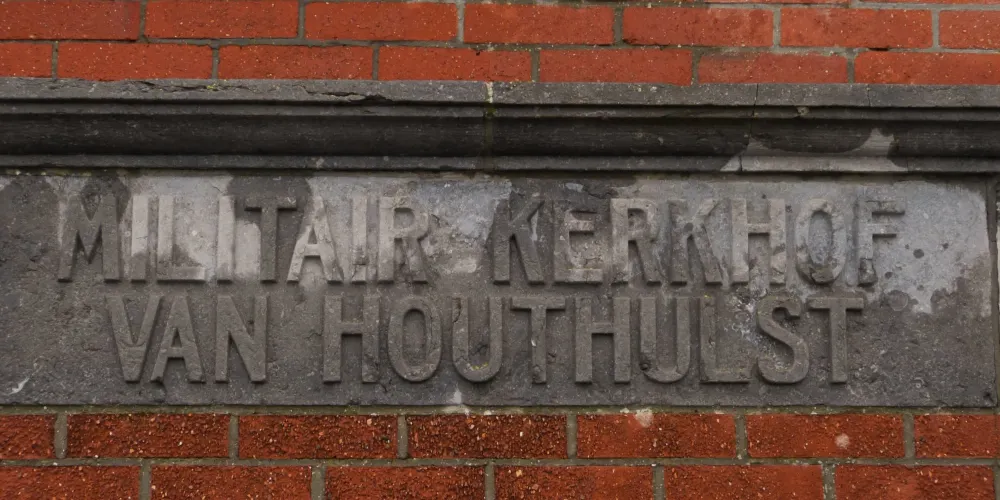 MILITAIR KERKHOF
VAN HOUTHULST